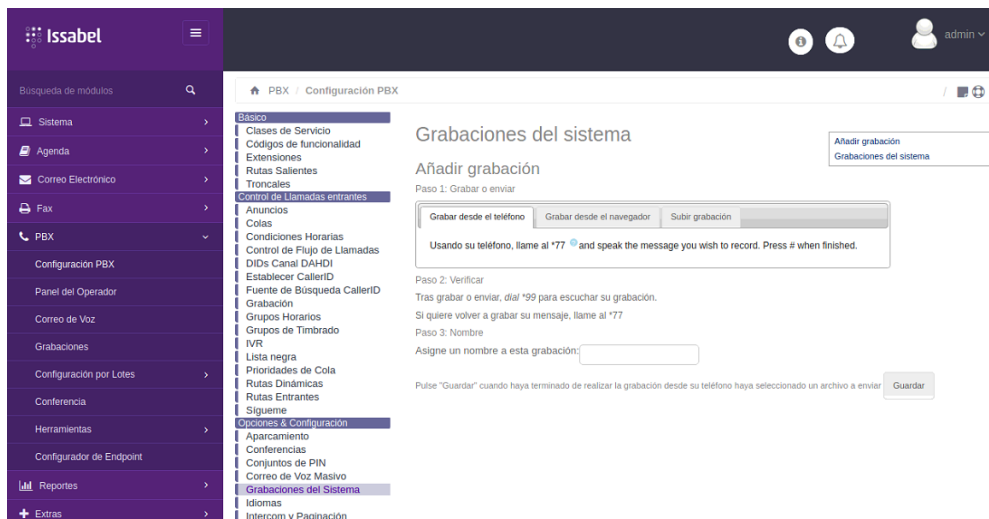 Issabel
admin
Búsqueda de módulos
Sistema
Agenda
Correo Electrónico
Fax
PBX
Configuración PBX
Panel del Operador
Correo de Voz
Grabaciones
Configuración por Lotes
Conferencia
Herramientas
Configurador de Endpoint
Reportes
Extras
PBX / Configuración PBX
/
Básico
Clases de Servicio
Códigos de funcionalidad
Extensiones
Rutas Salientes
Troncales
Control de Llamadas entrantes
Anuncios
Colas
Condiciones Horarias
Control de Flujo de Llamadas
DIDs Canal DAHDI
Establecer CallerID
Fuente de Búsqueda CallerID
Grabación
Grupos Horarios
Grupos de Timbrado
IVR
Lista negra
Prioridades de Cola
Rutas Dinámicas
Rutas Entrantes
Sígueme
Opciones & Configuración
Aparcamiento
Conferencias
Conjuntos de PIN
Correo de Voz Masivo
Grabaciones del Sistema
Idiomas
Intercom y Paginación
Grabaciones del sistema
Añadir grabación
Grabaciones del sistema
Añadir grabación
Paso 1: Grabar o enviar
Grabar desde el teléfono Grabar desde el navegador Subir grabación
Usando su teléfono, llame al *77 and speak the message you wish to record. Press # when finished.
Paso 2: Verificar
Tras grabar o enviar, dial *99 para escuchar su grabación.
Si quiere volver a grabar su mensaje, llame al *77
Paso 3: Nombre
Asigne un nombre a esta grabación:
Pulse "Guardar" cuando haya terminado de realizar la grabación desde su teléfono haya seleccionado un archivo a enviar Guardar